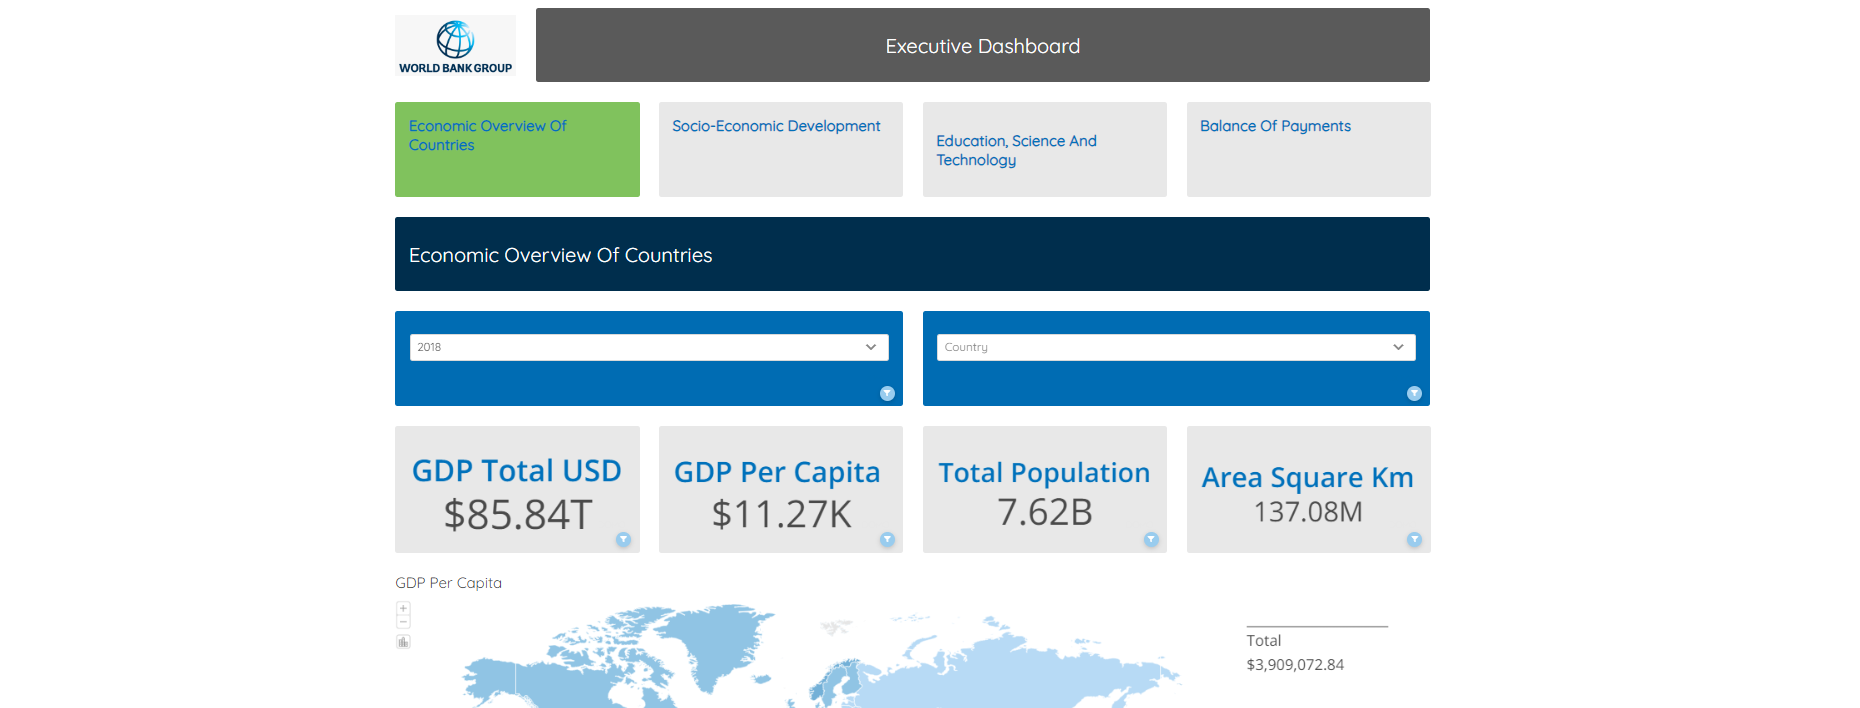 WORLD BANK GROUP
Executive Dashboard
Economic Overview Of
Countries
Socio-Economic Development
Education, Science And
Technology
Balance Of Payments
Economic Overview Of Countries
2018
Country
GDP Total USD
$85.84T
GDP Per Capita
$11.27K
Total Population
7.62B
Area Square Km
137.08M
GDP Per Capita
+
−
Total
$3,909,072.84